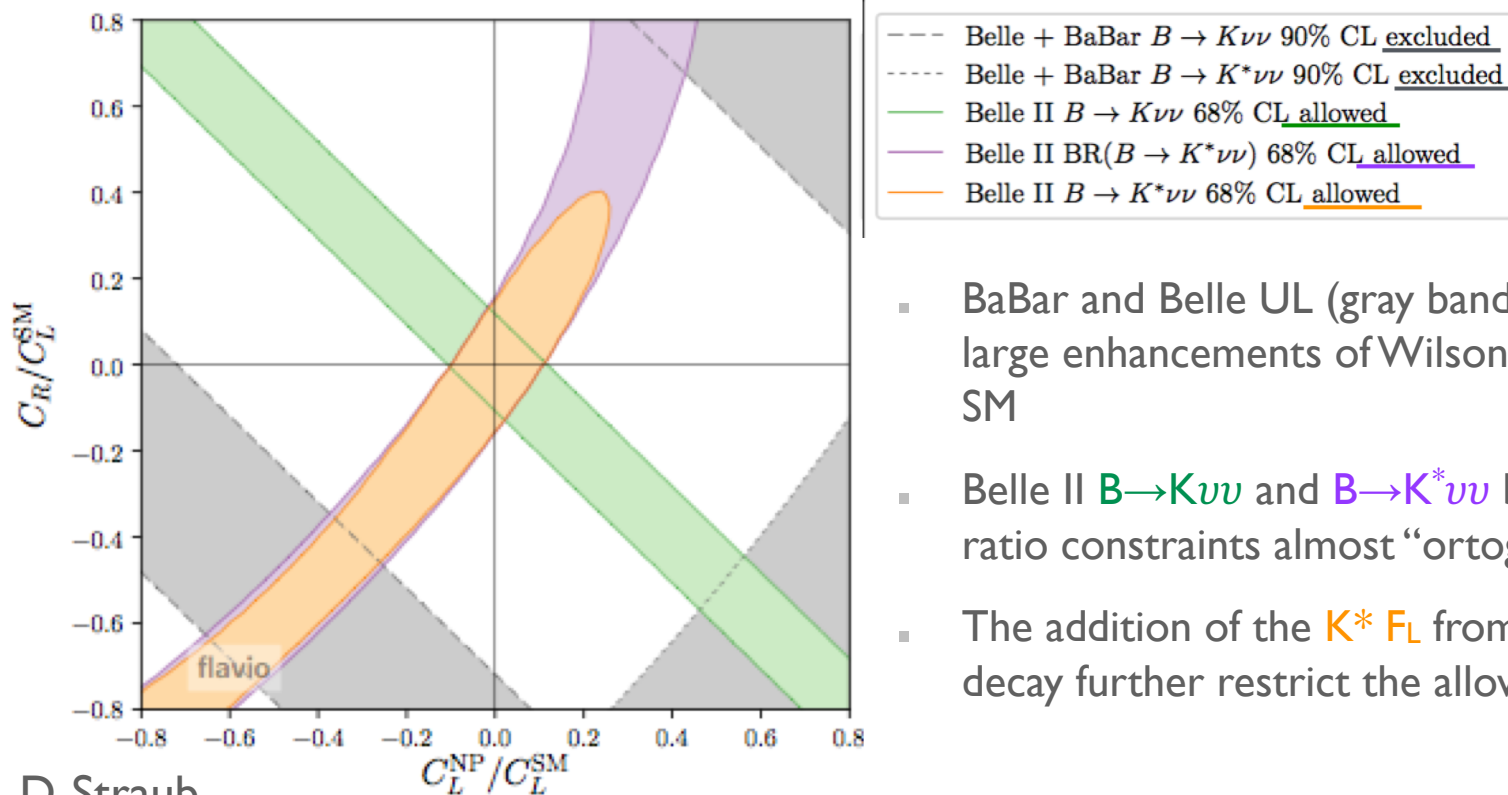 0.8
0.6
0.4
0.2
0.0
−0.2
−0.4
−0.6
−0.8
C_R/C_L^SM
flavio
−0.8 −0.6 −0.4 −0.2 0.0 0.2 0.4 0.6 0.8
C_L^NP/C_L^SM
D. Straub
Belle + BaBar B → Kνν 90% CL excluded
Belle + BaBar B → K*νν 90% CL excluded
Belle II B → Kνν 68% CL allowed
Belle II BR(B → K*νν) 68% CL allowed
Belle II B → K*νν 68% CL allowed
BaBar and Belle UL (gray band
large enhancements of Wilson
SM
Belle II B→Kνν and B→K*νν
ratio constraints almost “ortog
The addition of the K* F_L from
decay further restrict the allow